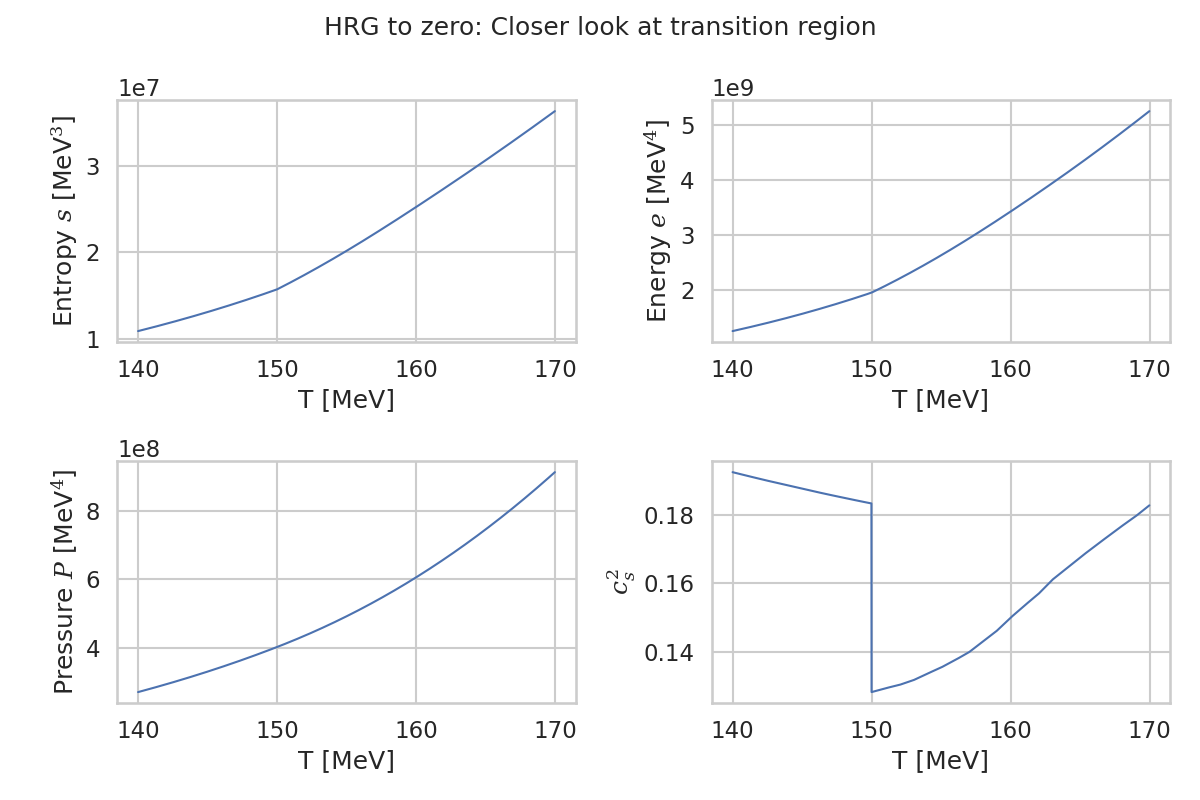 HRG to zero: Closer look at transition region
1e7
Entropy s [MeV³]
3
2
1
140 150 160 170
T [MeV]
1e9
Energy e [MeV⁴]
5
4
3
2
140 150 160 170
T [MeV]
1e8
Pressure P [MeV⁴]
8
6
4
140 150 160 170
T [MeV]
c_s^2
0.18
0.16
0.14
140 150 160 170
T [MeV]